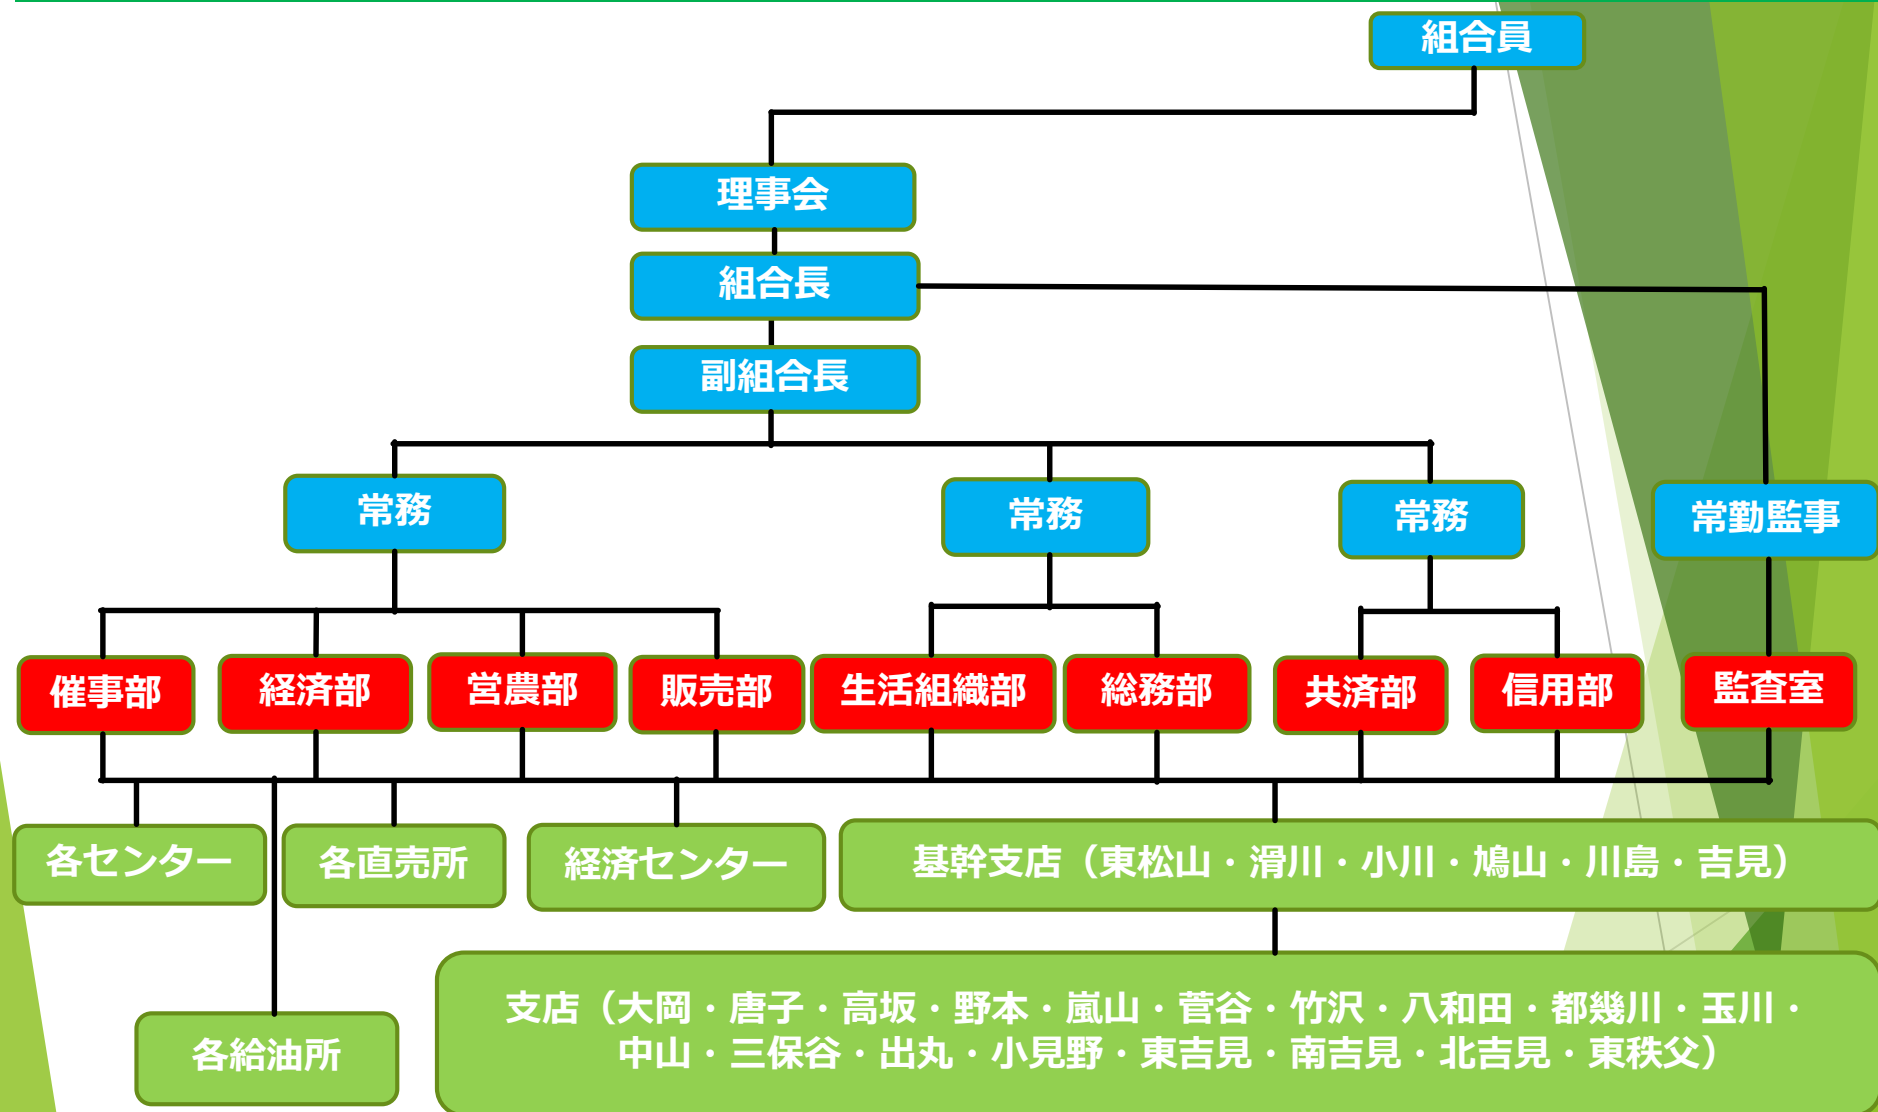 組合員
理事会
組合長
副組合長
常務
常務
常務
常勤監事
催事部
経済部
営農部
販売部
生活組織部
総務部
共済部
信用部
監査室
各センター
各直売所
経済センター
基幹支店（東松山・滑川・小川・鳩山・川島・吉見）
支店（大岡・唐子・高坂・野本・嵐山・菅谷・竹沢・八和田・都幾川・玉川・
中山・三保谷・出丸・小見野・東吉見・南吉見・北吉見・東秩父）
各給油所